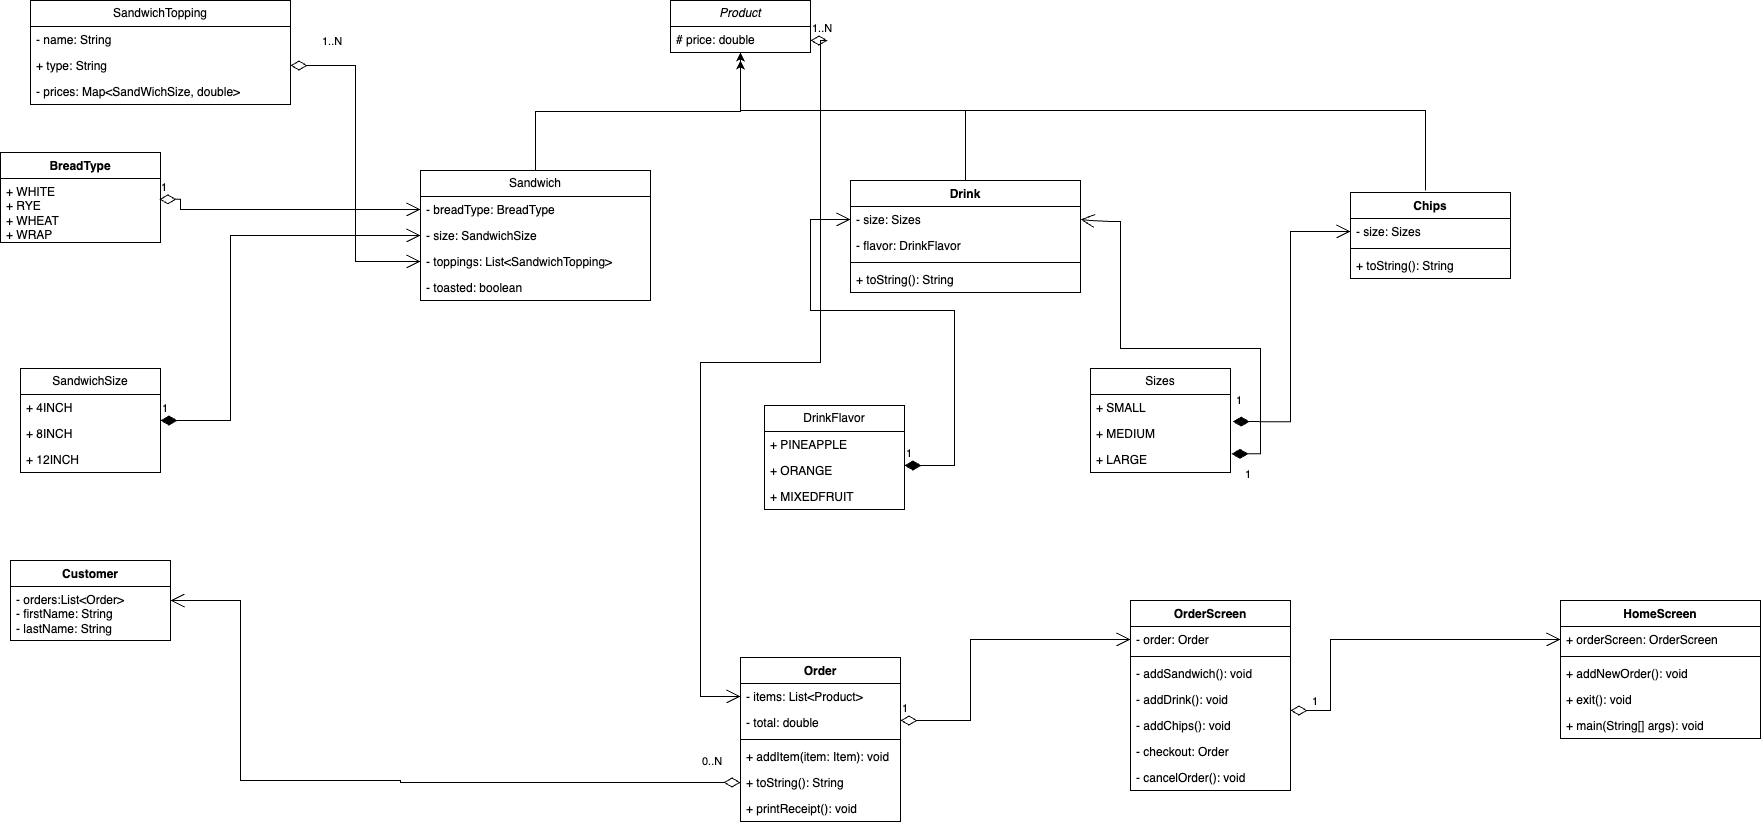 SandwichTopping
- name: String
+ type: String
- prices: Map<SandWichSize, double>
1..N
Product
# price: double
1..N
BreadType
+ WHITE
+ RYE
+ WHEAT
+ WRAP
1
Sandwich
- breadType: BreadType
- size: SandwichSize
- toppings: List<SandwichTopping>
- toasted: boolean
Drink
- size: Sizes
- flavor: DrinkFlavor
+ toString(): String
Chips
- size: Sizes
+ toString(): String
SandwichSize
+ 4INCH
+ 8INCH
+ 12INCH
1
DrinkFlavor
+ PINEAPPLE
+ ORANGE
+ MIXEDFRUIT
1
Sizes
+ SMALL
+ MEDIUM
+ LARGE
1
1
Customer
- orders:List<Order>
- firstName: String
- lastName: String
Order
- items: List<Product>
- total: double
+ addItem(item: Item): void
+ toString(): String
+ printReceipt(): void
1
0..N
OrderScreen
- order: Order
- addSandwich(): void
- addDrink(): void
- addChips(): void
- checkout: Order
- cancelOrder(): void
1
HomeScreen
+ orderScreen: OrderScreen
+ addNewOrder(): void
+ exit(): void
+ main(String[] args): void